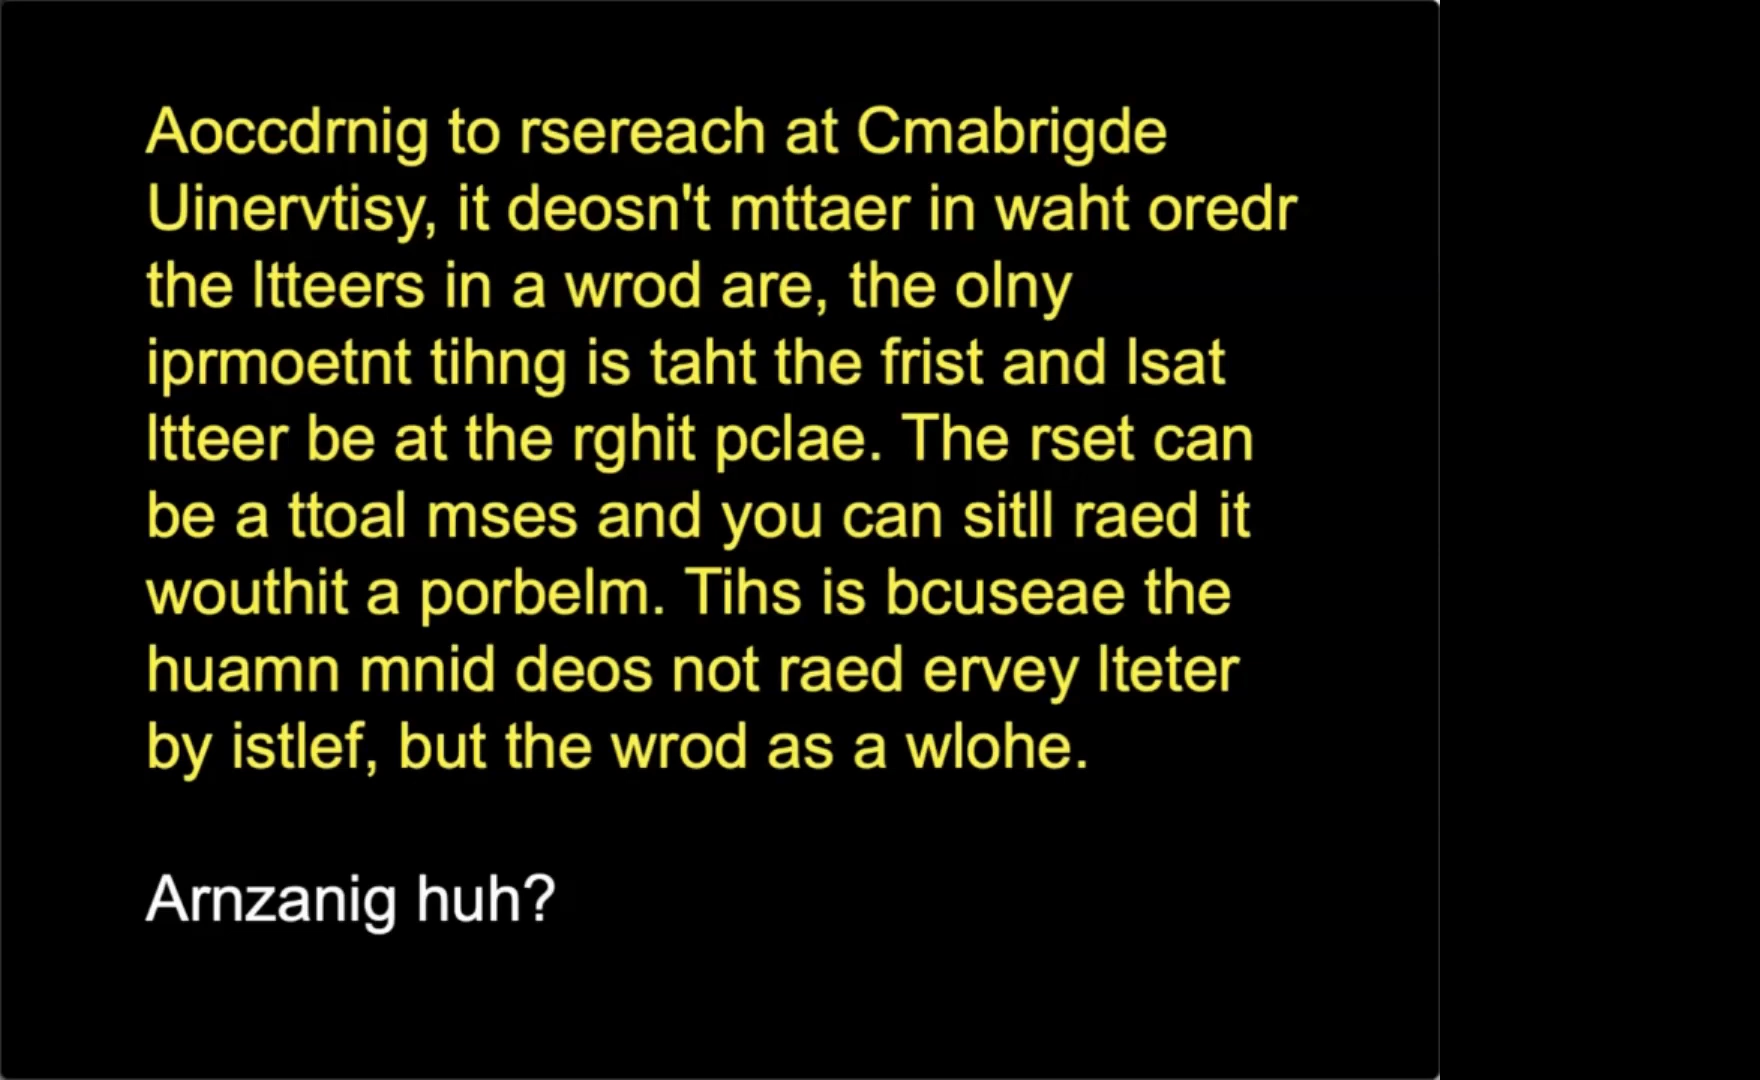 Aoccdrnig to rsereach at Cmabrigde
Uinervtisy, it deosn't mttaer in waht oredr
the ltteers in a wrod are, the olny
iprmoetnt tihng is taht the frist and lsat
ltteer be at the rghit pclae. The rset can
be a ttoal mses and you can sitll raed it
wouthit a porbelm. Tihs is bcuseae the
huamn mnid deos not raed ervey lteter
by istlef, but the wrod as a wlohe.
Arnzanig huh?